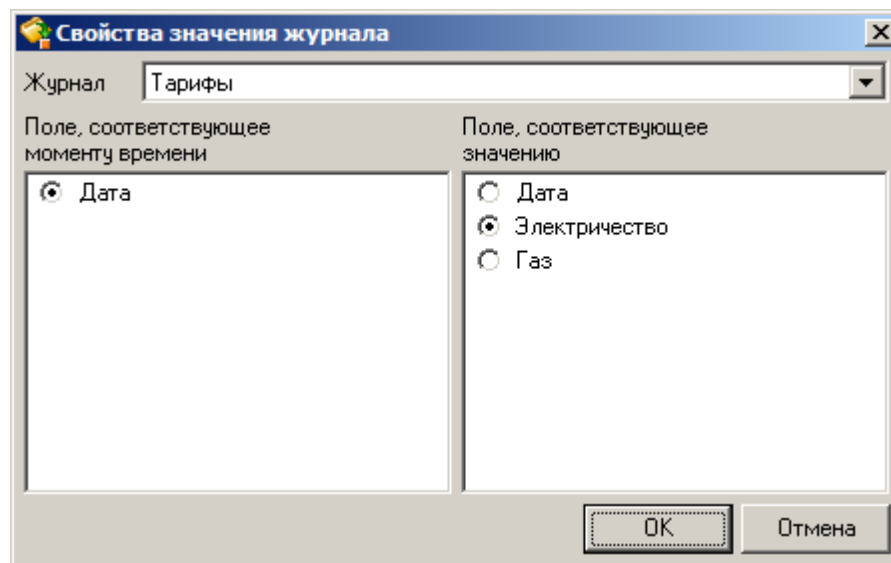 Свойства значения журнала
Журнал Тарифы
Поле, соответствующее
моменту времени
Дата
Поле, соответствующее
значению
Дата
Электричество
Газ
OK Отмена